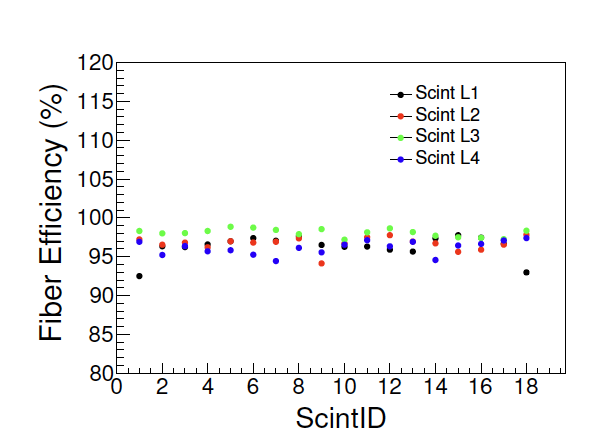 120
115
110
105
100
95
90
85
80
Fiber Efficiency (%)
Scint L1
Scint L2
Scint L3
Scint L4
0 2 4 6 8 10 12 14 16 18
ScintID